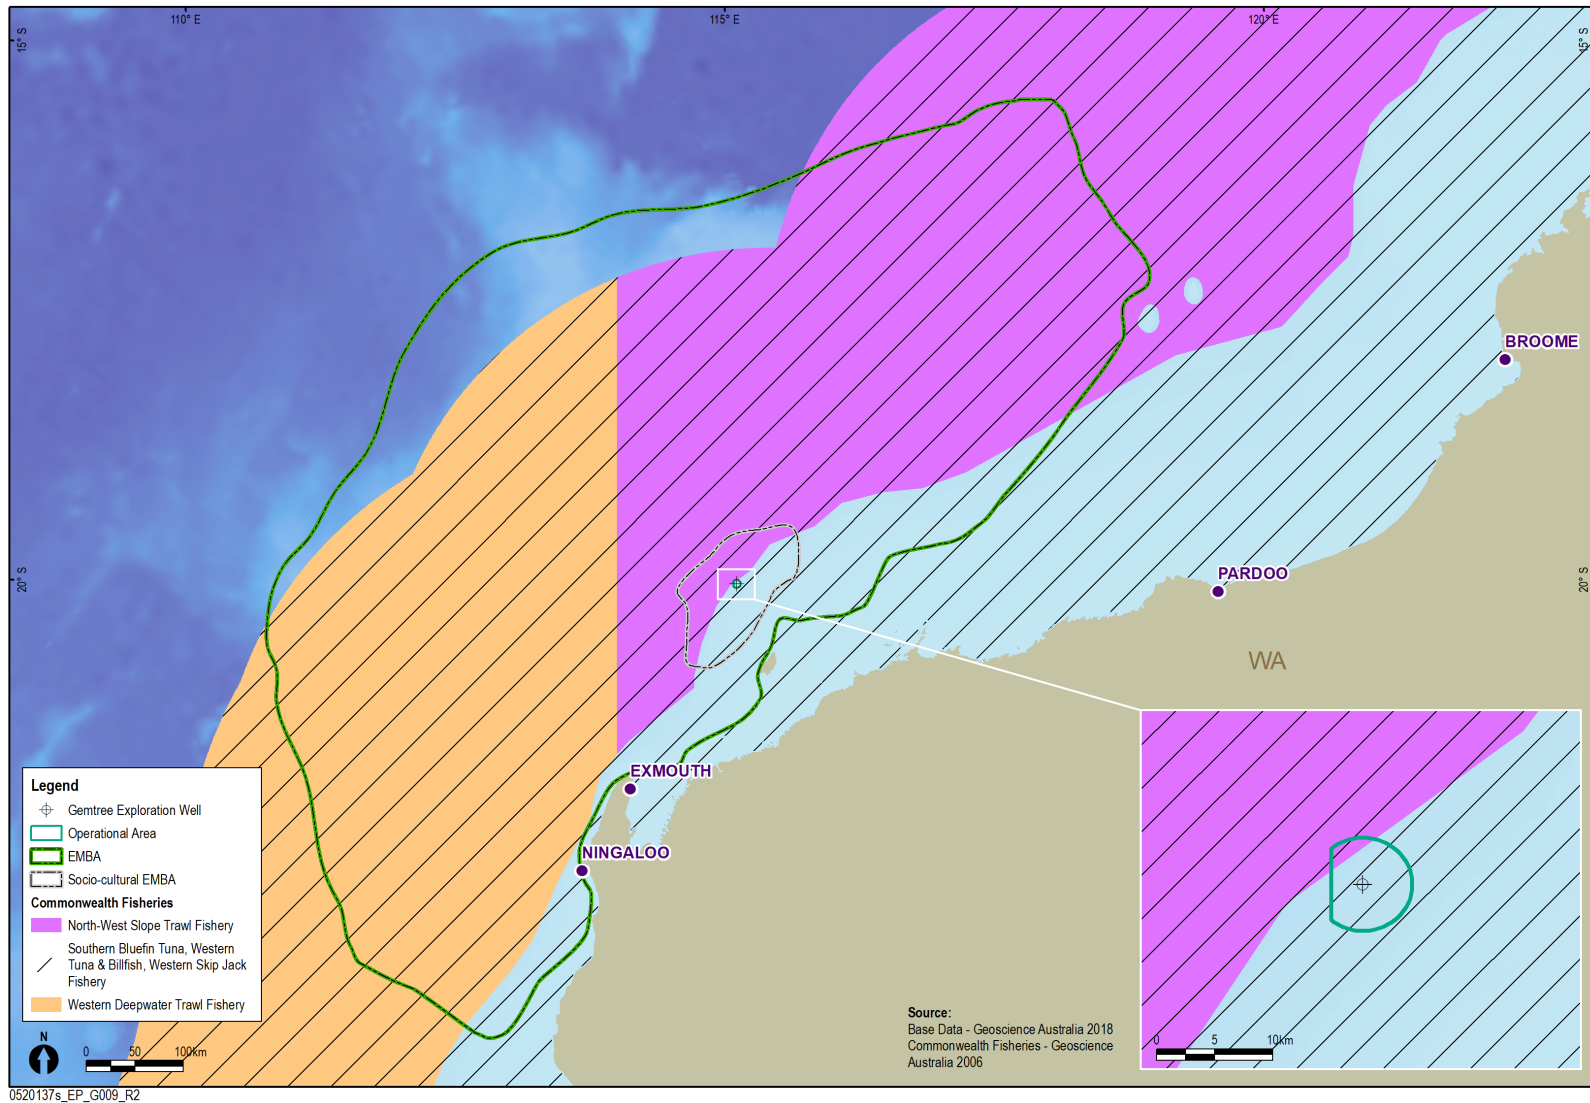 110° E
115° E
120° E
15° S
15° S
BROOME
20° S
20° S
PARDOO
WA
EXMOUTH
NINGALOO
Legend
Gemtree Exploration Well
Operational Area
EMBA
Socio-cultural EMBA
Commonwealth Fisheries
North-West Slope Trawl Fishery
Southern Bluefin Tuna, Western
Tuna & Billfish, Western Skip Jack
Fishery
Western Deepwater Trawl Fishery
N
0 50 100km
Source:
Base Data - Geoscience Australia 2018
Commonwealth Fisheries - Geoscience
Australia 2006
0 5 10km
0520137s_EP_G009_R2